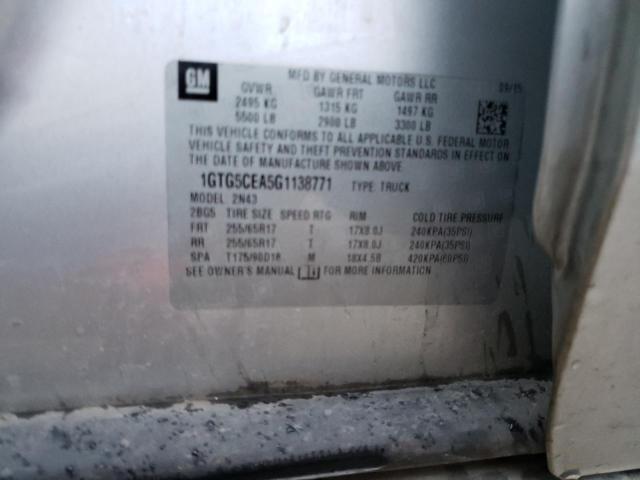 GM
MFD BY GENERAL MOTORS LLC 09/15
GVWR GAWR FRT GAWR RR
2495 KG 1315 KG 1497 KG
5500 LB 2900 LB 3300 LB
THIS VEHICLE CONFORMS TO ALL APPLICABLE U.S. FEDERAL MOTOR
VEHICLE SAFETY, BUMPER, AND THEFT PREVENTION STANDARDS IN EFFECT ON
THE DATE OF MANUFACTURE SHOWN ABOVE.
1GTG5CEA5G1138771 TYPE: TRUCK
MODEL: 2N43
2BG5 TIRE SIZE SPEED RTG RIM COLD TIRE PRESSURE
FRT 255/65R17 T 17X8.0J 240KPA(35PSI)
RR 255/65R17 T 17X8.0J 240KPA(35PSI)
SPA T175/90D18 M 18X4.5B 420KPA(60PSI)
SEE OWNER'S MANUAL FOR MORE INFORMATION.